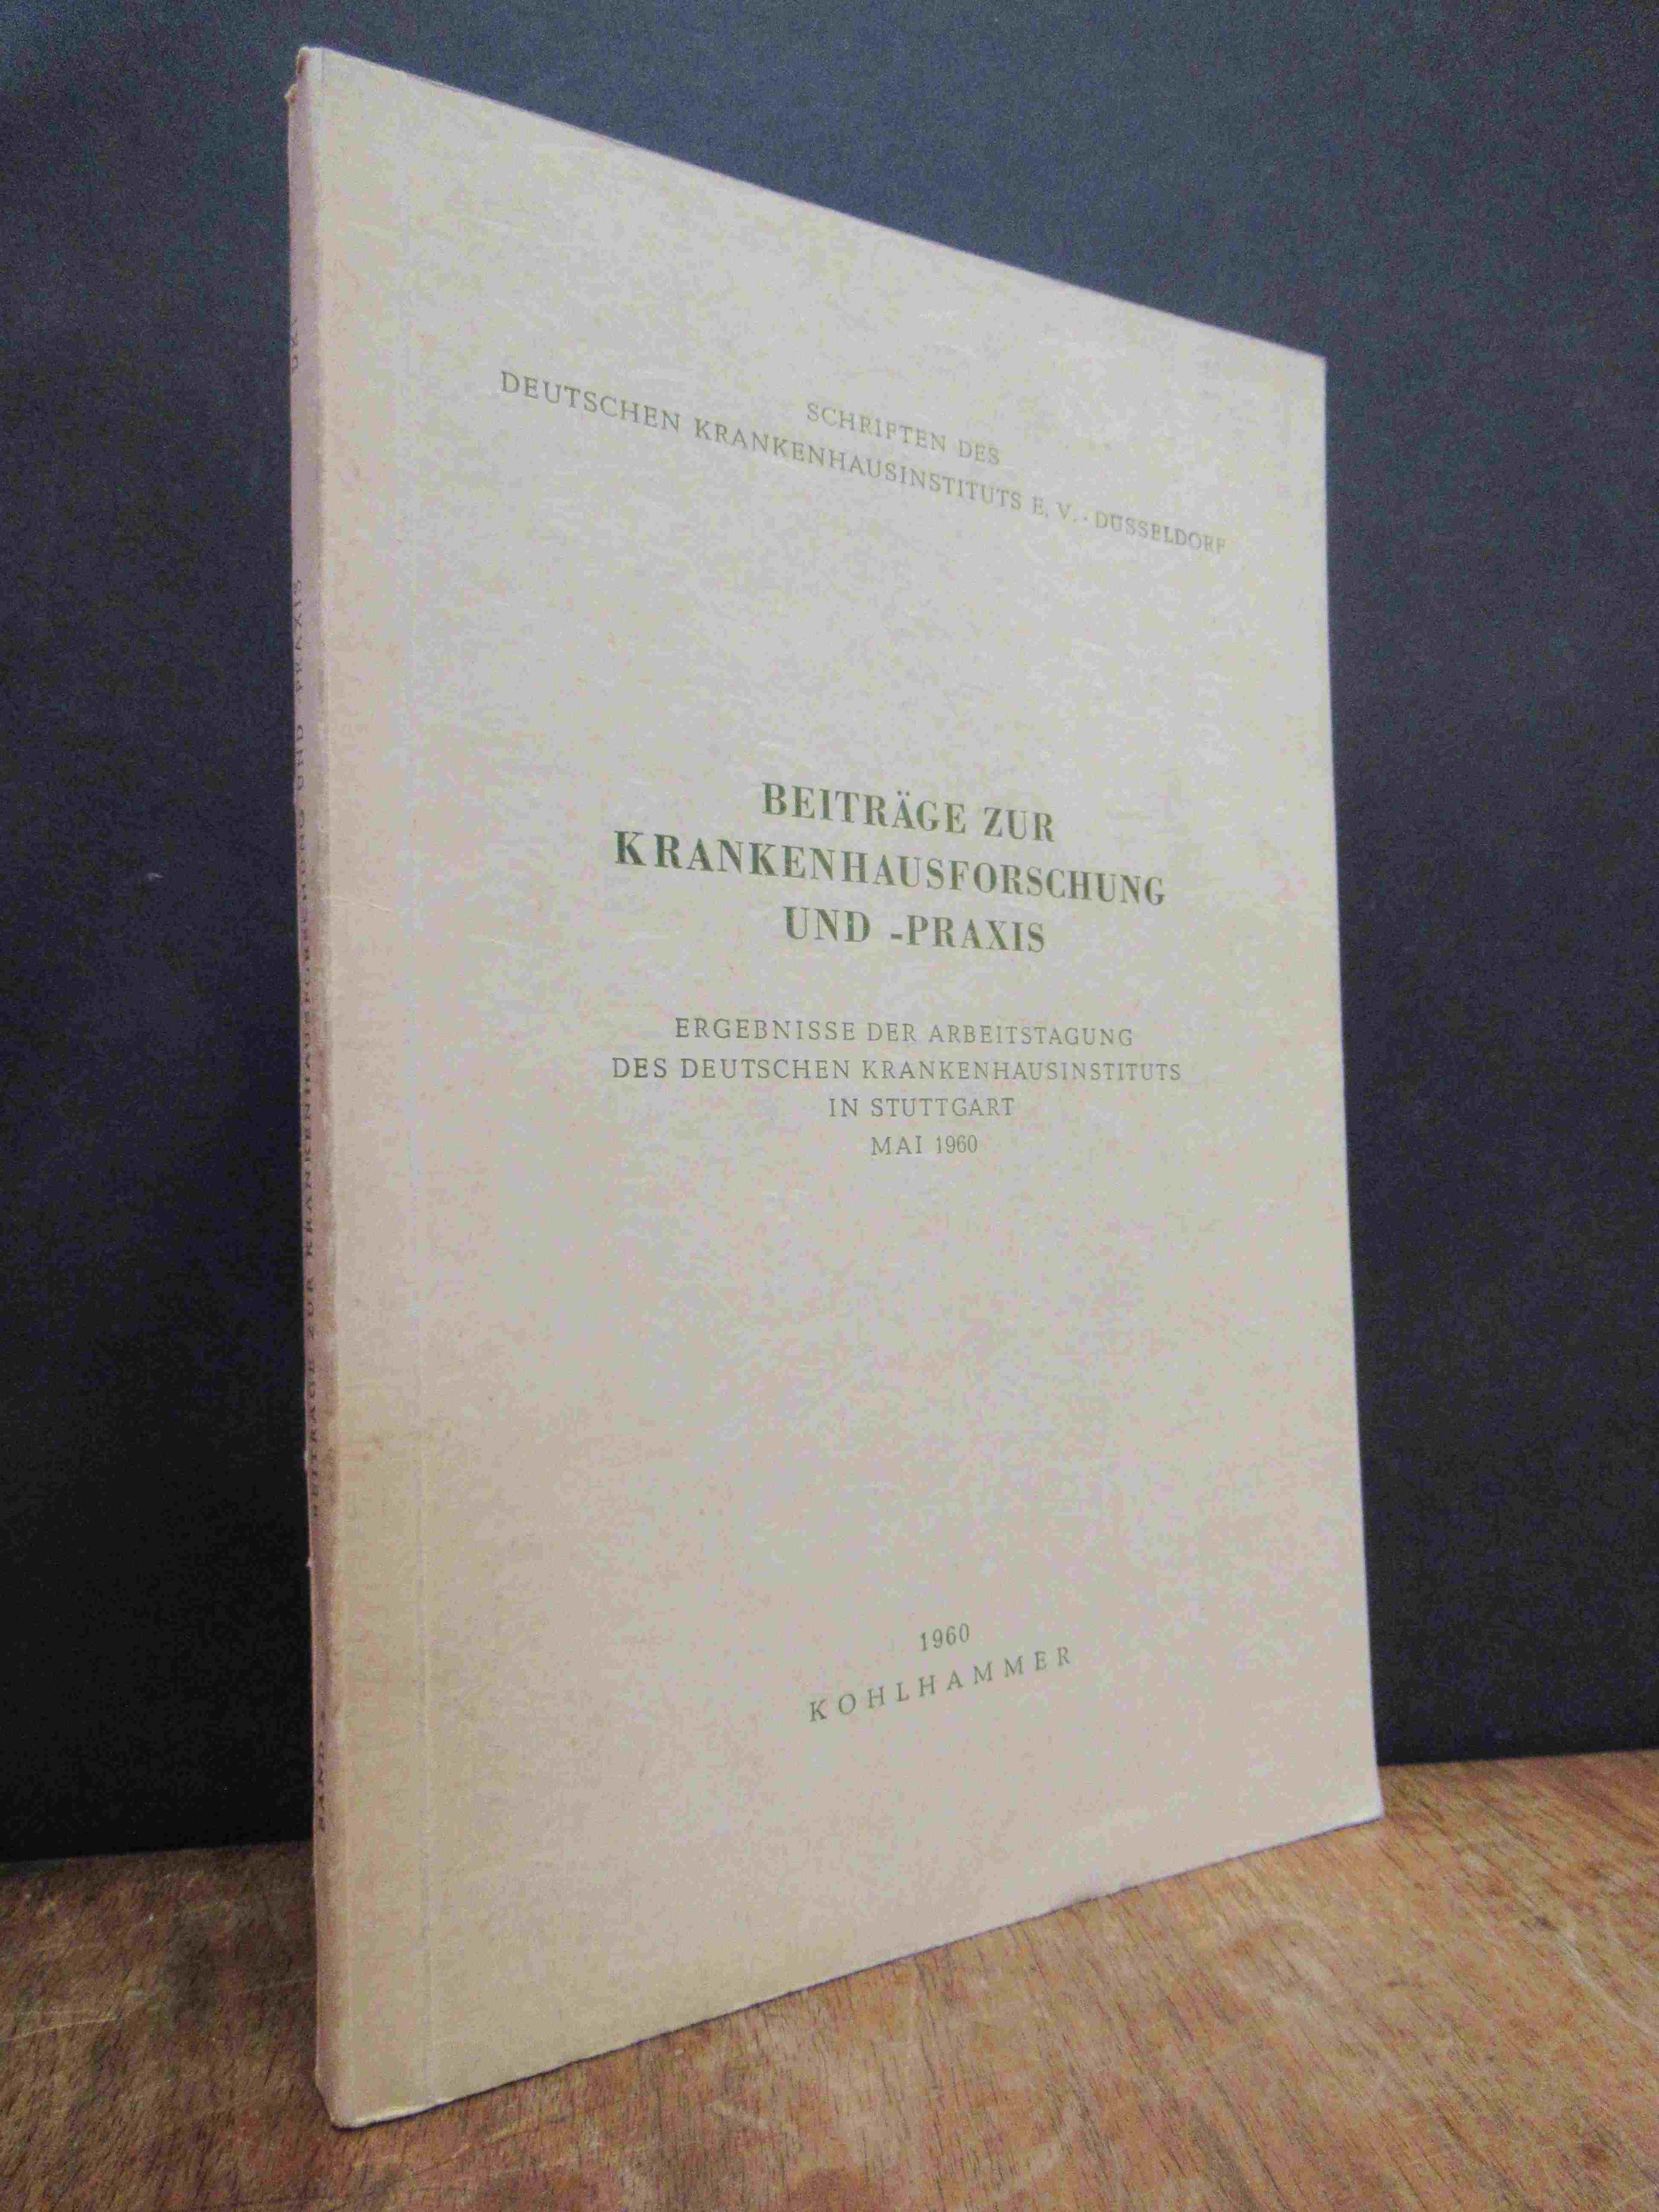 SCHRIFTEN DES
DEUTSCHEN KRANKENHAUSINSTITUTS E. V. · DÜSSELDORF
BEITRÄGE ZUR
KRANKENHAUSFORSCHUNG
UND -PRAXIS
ERGEBNISSE DER ARBEITSTAGUNG
DES DEUTSCHEN KRANKENHAUSINSTITUTS
IN STUTTGART
MAI 1960
1960
KOHLHAMMER
BAND
BEITRÄGE ZUR KRANKENHAUSFORSCHUNG UND -PRAXIS